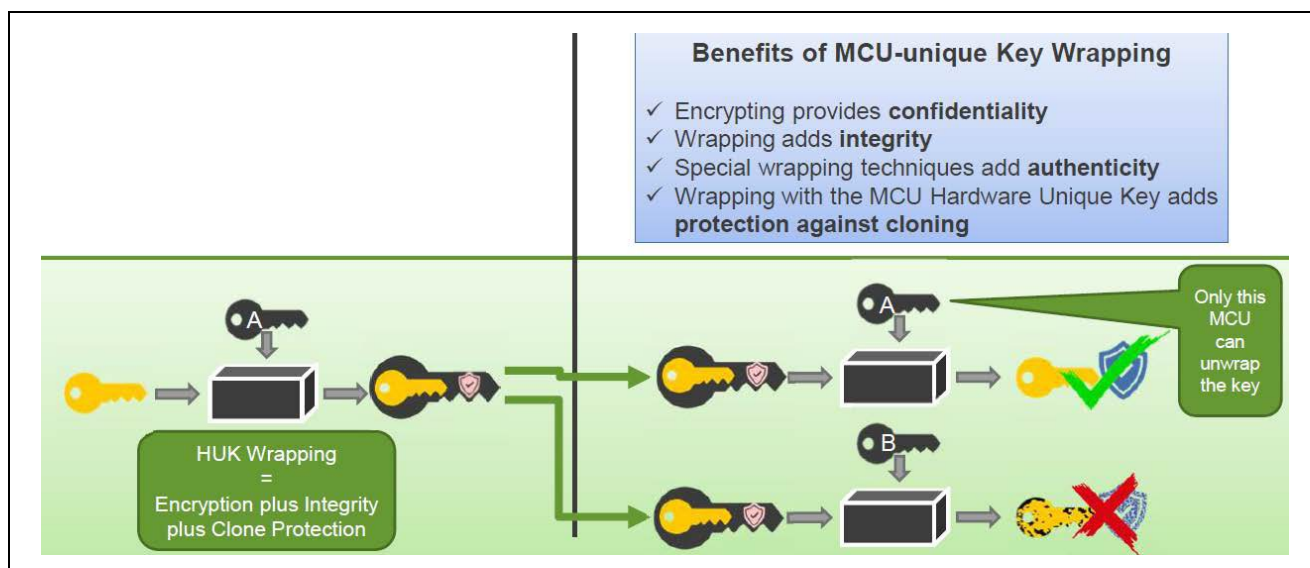 Benefits of MCU-unique Key Wrapping
✓ Encrypting provides confidentiality
✓ Wrapping adds integrity
✓ Special wrapping techniques add authenticity
✓ Wrapping with the MCU Hardware Unique Key adds
protection against cloning
A
HUK Wrapping
=
Encryption plus Integrity
plus Clone Protection
A
Only this
MCU
can
unwrap
the key
B